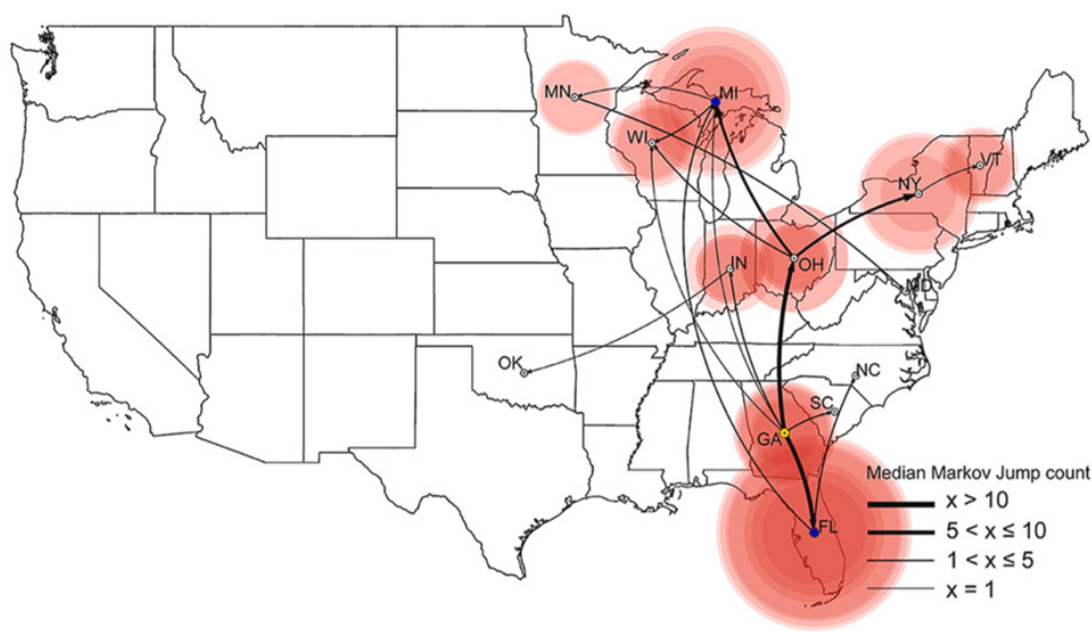 MN
MI
WI
VT
NY
IN
OH
MD
OK
NC
SC
GA
FL
Median Markov Jump count
x > 10
5 < x ≤ 10
1 < x ≤ 5
x = 1